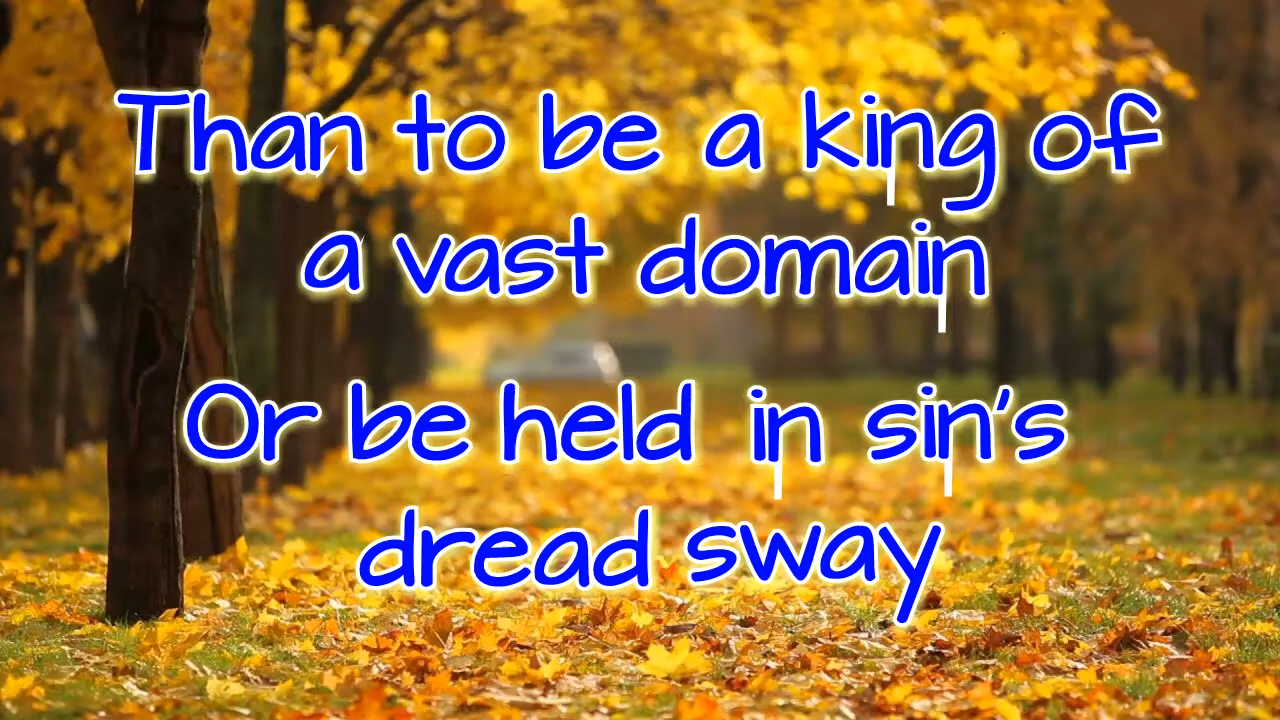 Than to be a king of
a vast domain
Or be held in sin's
dread sway